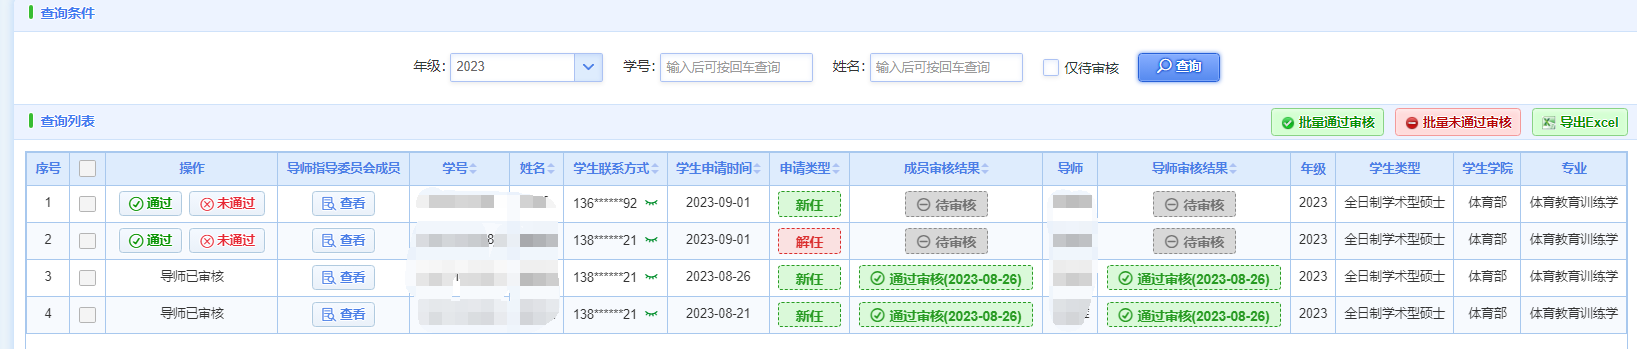 查询条件
年级: 2023 学号: 输入后可按回车查询 姓名: 输入后可按回车查询 仅待审核 查询
查询列表 批量通过审核 批量未通过审核 导出Excel
序号 操作 导师指导委员会成员 学号 姓名 学生联系方式 学生申请时间 申请类型 成员审核结果 导师 导师审核结果 年级 学生类型 学生学院 专业
1 通过 未通过 查看 136******92 2023-09-01 新任 待审核 待审核 2023 全日制学术型硕士 体育部 体育教育训练学
2 通过 未通过 查看 8 138******21 2023-09-01 解任 待审核 待审核 2023 全日制学术型硕士 体育部 体育教育训练学
3 导师已审核 查看 138******21 2023-08-26 新任 通过审核(2023-08-26) 通过审核(2023-08-26) 2023 全日制学术型硕士 体育部 体育教育训练学
4 导师已审核 查看 138******21 2023-08-21 新任 通过审核(2023-08-26) 通过审核(2023-08-26) 2023 全日制学术型硕士 体育部 体育教育训练学